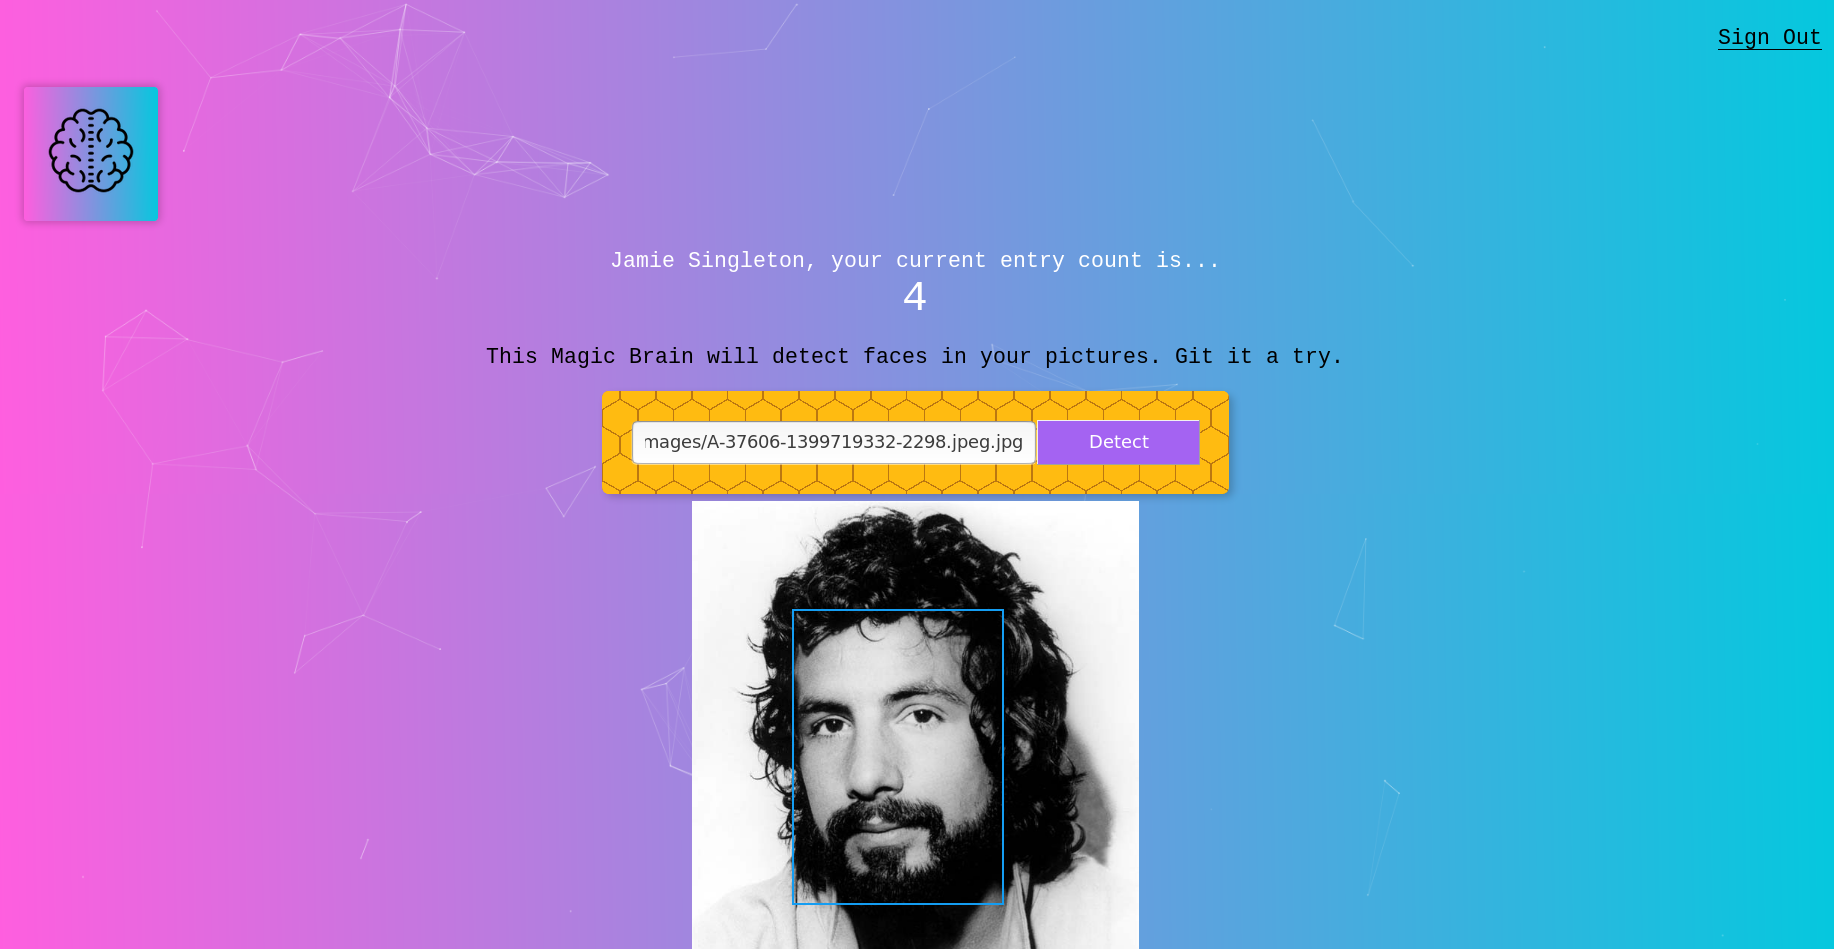 Sign Out
Jamie Singleton, your current entry count is...
4
This Magic Brain will detect faces in your pictures. Git it a try.
mages/A-37606-1399719332-2298.jpeg.jpg
Detect